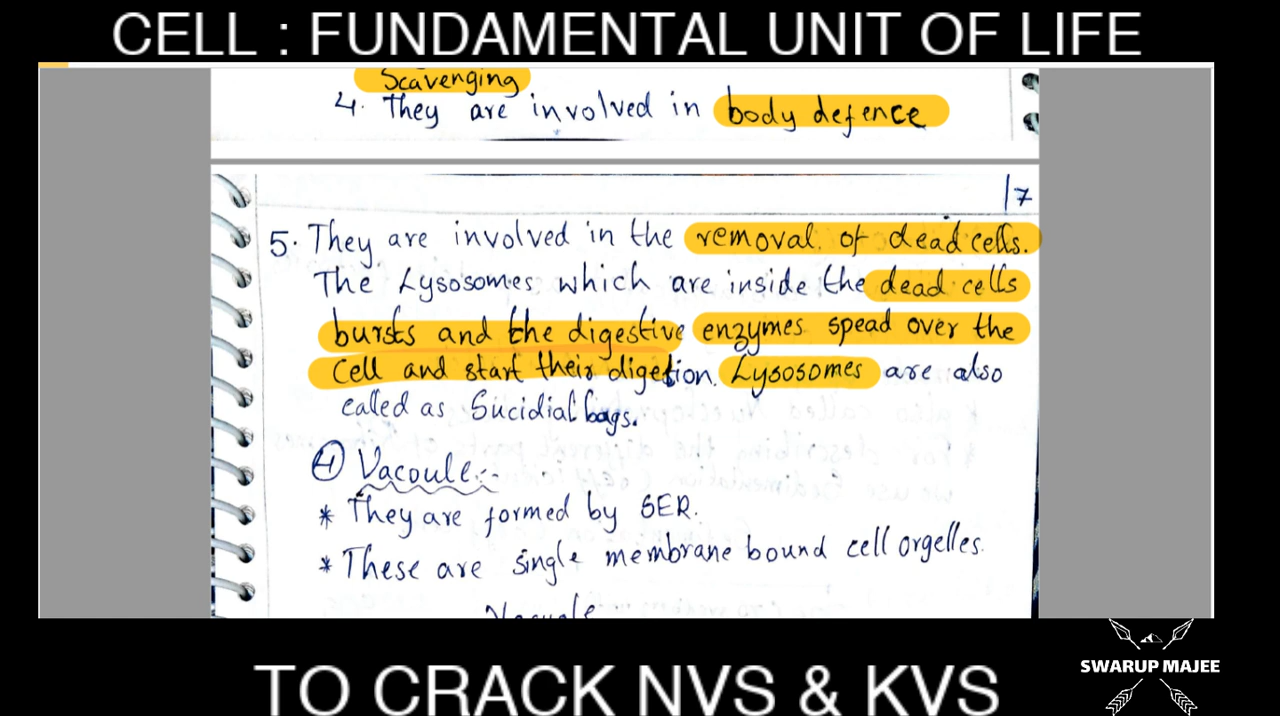 CELL : FUNDAMENTAL UNIT OF LIFE
Scavenging
4. They are involved in body defence
17
5. They are involved in the removal of dead cells.
The Lysosomes which are inside the dead cells
bursts and the digestive enzymes spead over the
cell and start their digetion. Lysosomes are also
called as Sucidial bags.
4 Vacoule:-
* They are formed by SER.
* These are single membrane bound cell orgelles.
TO CRACK NVS & KVS
SWARUP MAJEE